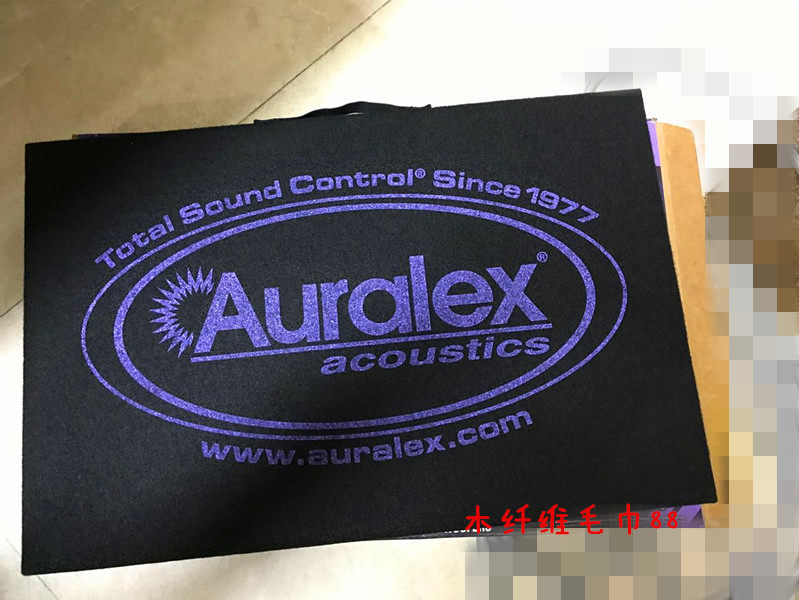 Total Sound Control® Since 1977
Auralex®
acoustics
www.auralex.com
木纤维毛巾88